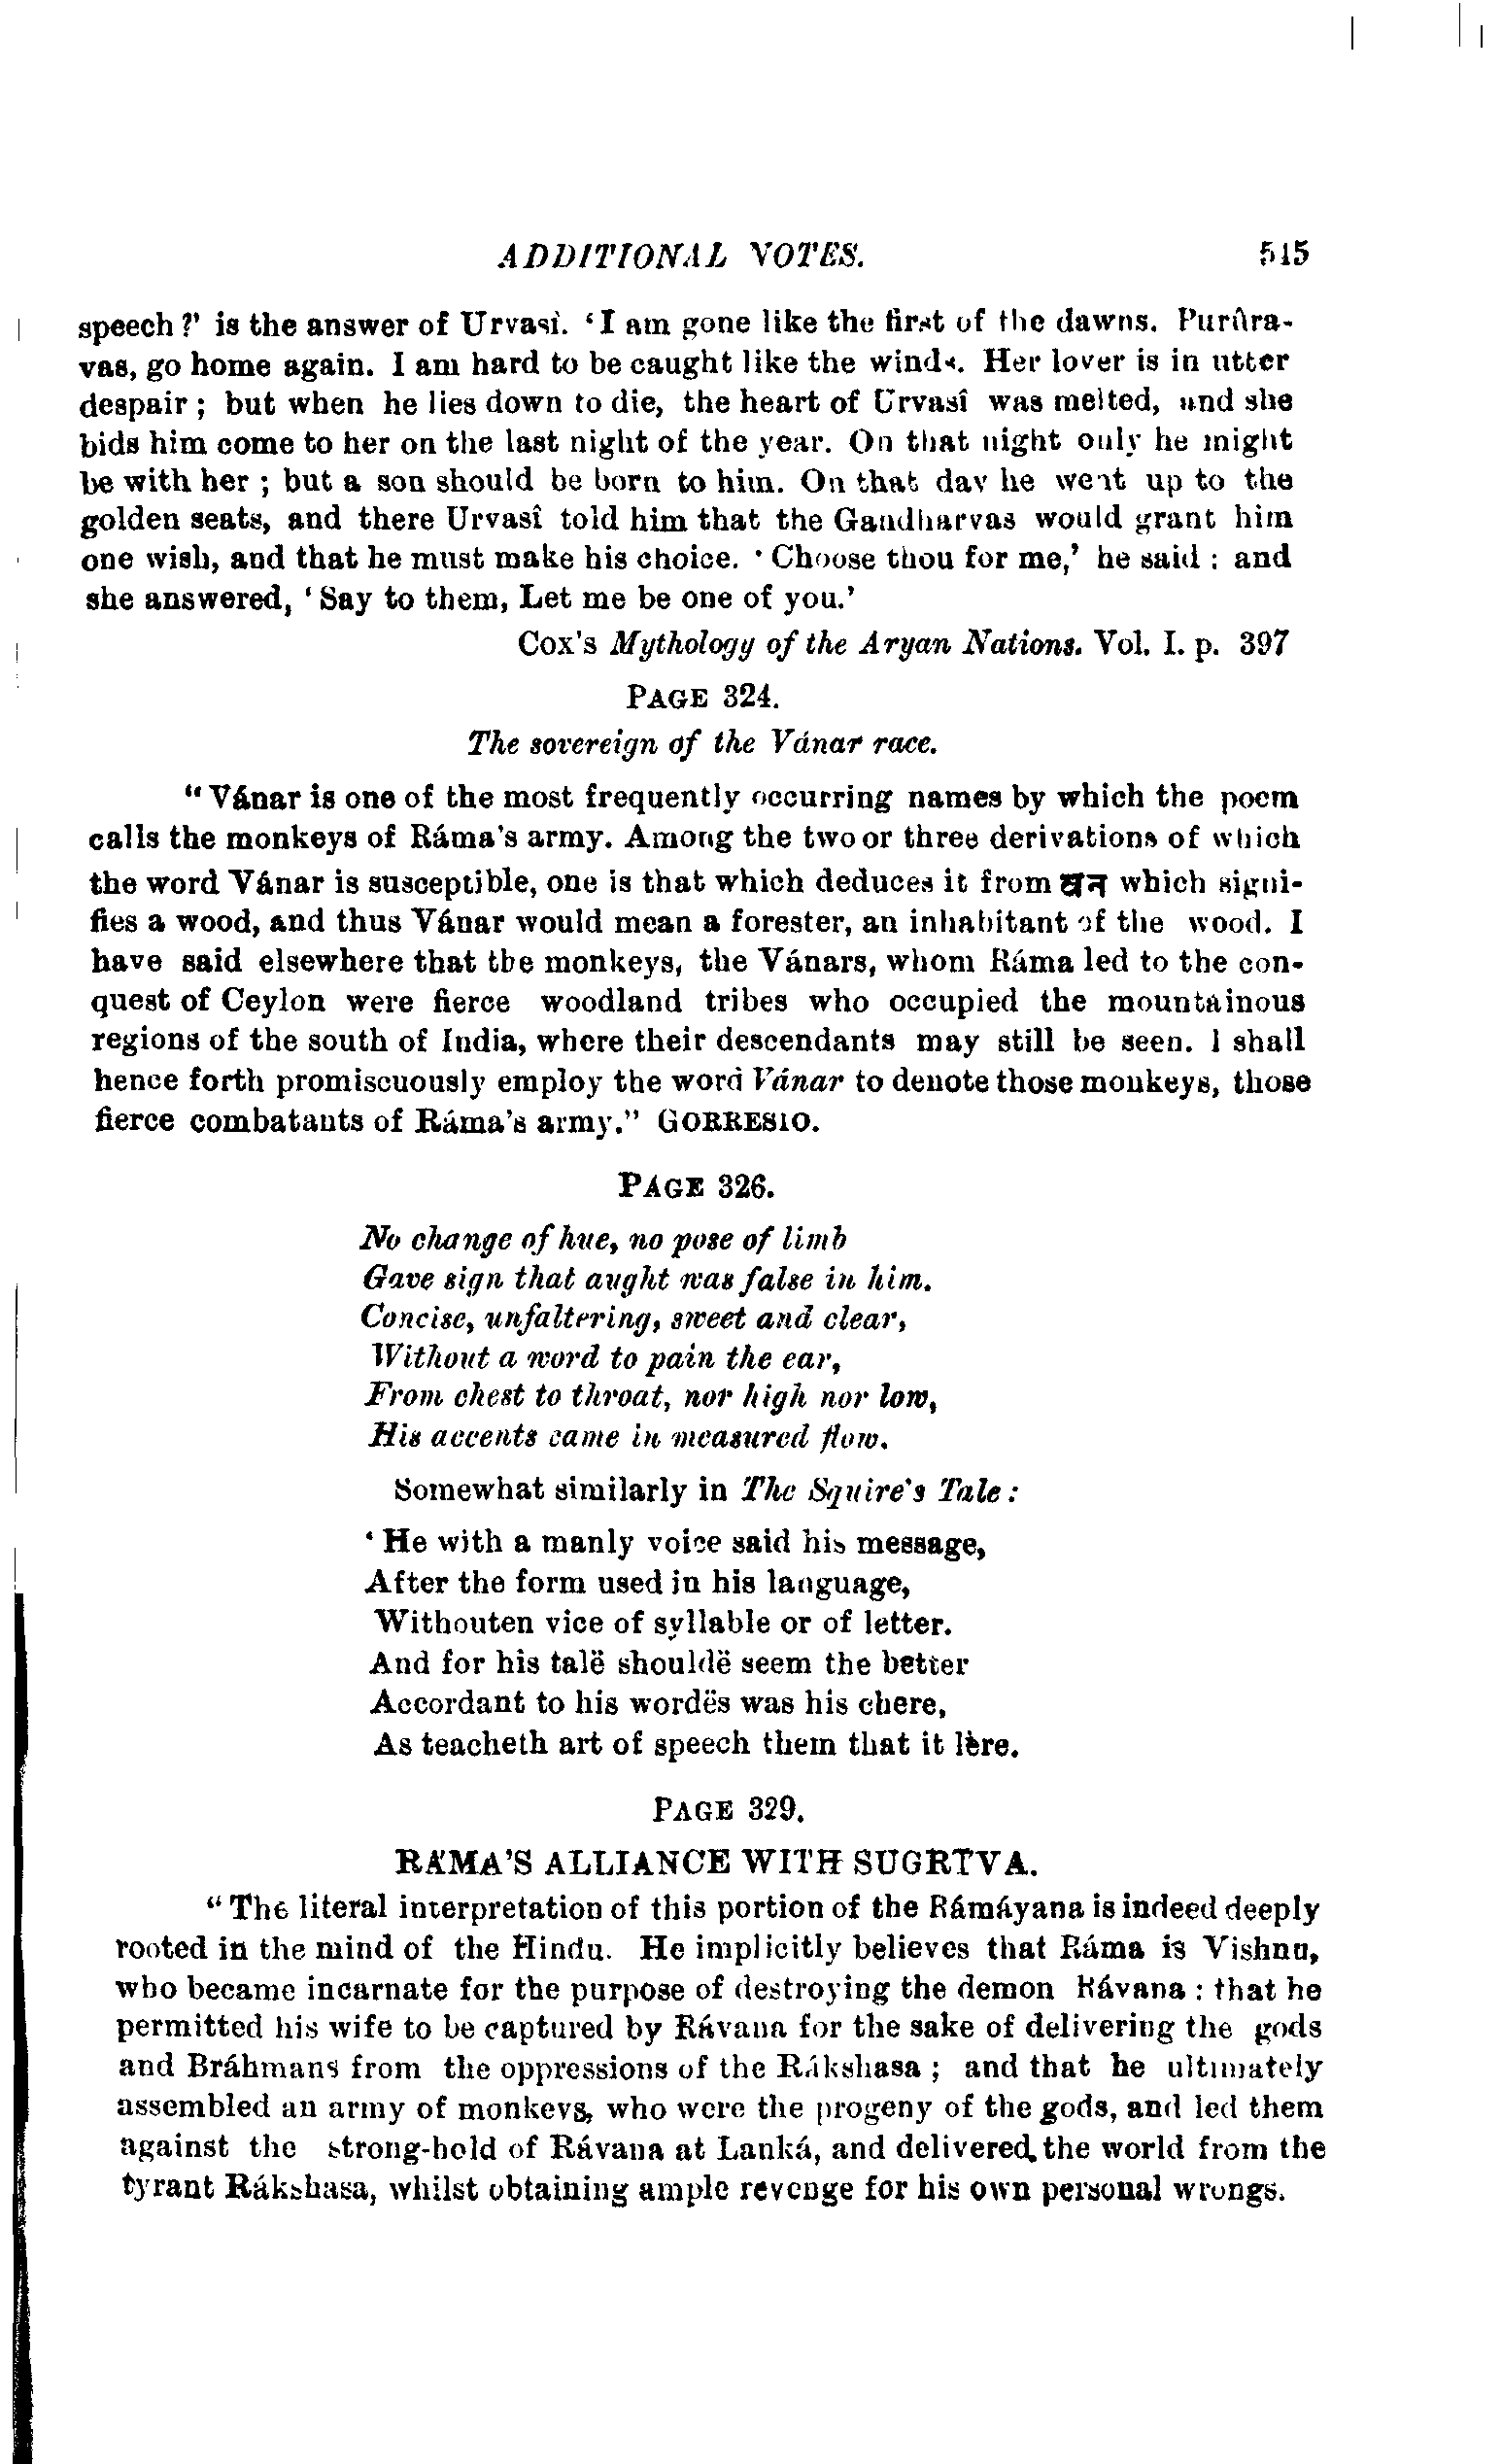 ADDITIONAL NOTES. 515
speech?' is the answer of Urvasî. 'I am gone like the first of the dawns. Purûra-
vas, go home again. I am hard to be caught like the winds. Her lover is in utter
despair; but when he lies down to die, the heart of Urvasî was melted, and she
bids him come to her on the last night of the year. On that night only he might
be with her; but a son should be born to him. On that day he went up to the
golden seats, and there Urvasî told him that the Gandharvas would grant him
one wish, and that he must make his choice. 'Choose thou for me,' he said: and
she answered, 'Say to them, Let me be one of you.'
Cox's Mythology of the Aryan Nations. Vol. I. p. 397
PAGE 324.
The sovereign of the Vánar race.
"Vánar is one of the most frequently occurring names by which the poem
calls the monkeys of Ráma's army. Among the two or three derivations of which
the word Vánar is susceptible, one is that which deduces it from वन which signi-
fies a wood, and thus Vánar would mean a forester, an inhabitant of the wood. I
have said elsewhere that the monkeys, the Vánars, whom Ráma led to the con-
quest of Ceylon were fierce woodland tribes who occupied the mountainous
regions of the south of India, where their descendants may still be seen. I shall
hence forth promiscuously employ the word Vánar to denote those monkeys, those
fierce combatants of Ráma's army." GORRESIO.
PAGE 326.
No change of hue, no pose of limb
Gave sign that aught was false in him.
Concise, unfaltering, sweet and clear,
Without a word to pain the ear,
From chest to throat, nor high nor low,
His accents came in measured flow.
Somewhat similarly in The Squire's Tale:
'He with a manly voice said his message,
After the form used in his language,
Withouten vice of syllable or of letter.
And for his talë shouldë seem the better
Accordant to his wordës was his chere,
As teacheth art of speech them that it lère.
PAGE 329.
RÁMA'S ALLIANCE WITH SUGRÍVA.
"The literal interpretation of this portion of the Rámáyana is indeed deeply
rooted in the mind of the Hindu. He implicitly believes that Ráma is Vishnu,
who became incarnate for the purpose of destroying the demon Rávana: that he
permitted his wife to be captured by Rávana for the sake of delivering the gods
and Bráhmans from the oppressions of the Rákshasa; and that he ultimately
assembled an army of monkeys, who were the progeny of the gods, and led them
against the strong-hold of Rávana at Lanká, and delivered the world from the
tyrant Rákshasa, whilst obtaining ample revenge for his own personal wrongs.